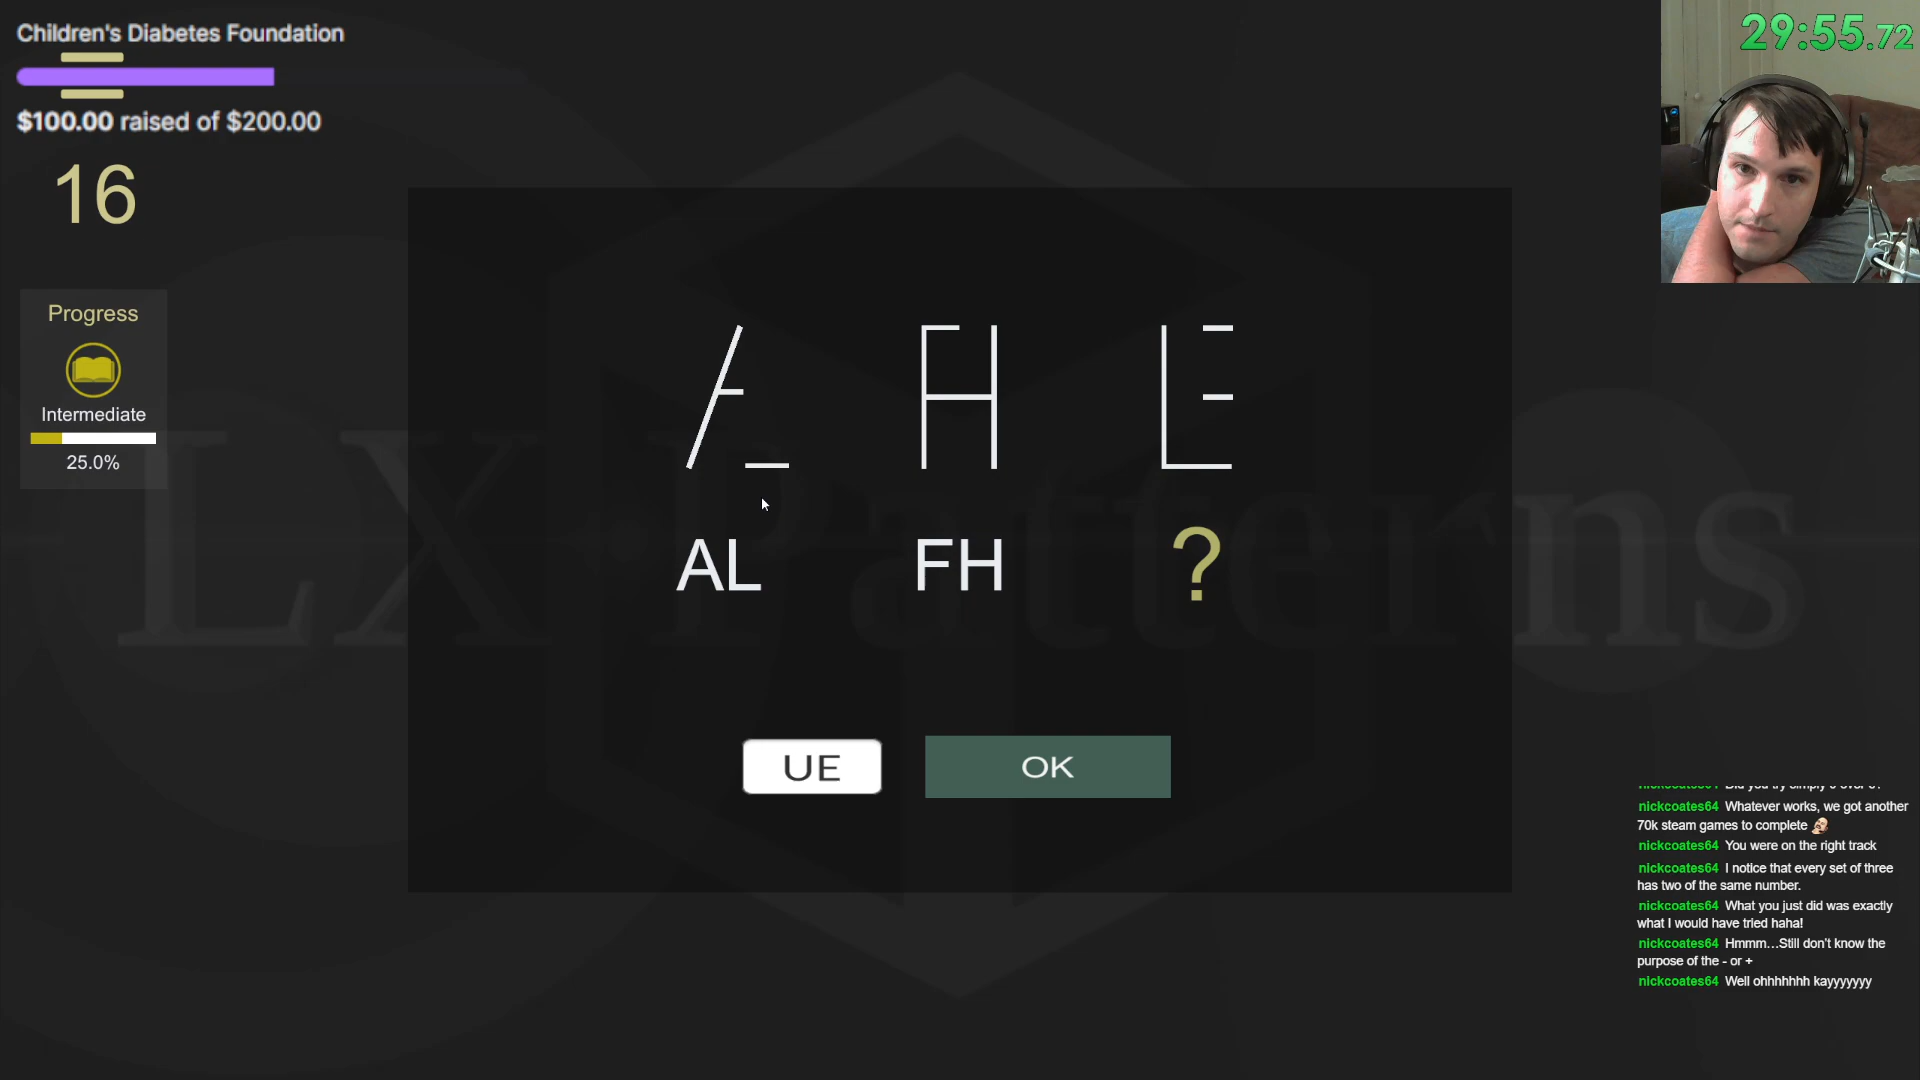 Children's Diabetes Foundation
$100.00 raised of $200.00
16
Progress
Intermediate
25.0%
29:55.72
AL
FH
?
UE
OK
LX Patterns
nickcoates64 Whatever works, we got another
70k steam games to complete
nickcoates64 You were on the right track
nickcoates64 I notice that every set of three
has two of the same number.
nickcoates64 What you just did was exactly
what I would have tried haha!
nickcoates64 Hmmm...Still don't know the
purpose of the - or +
nickcoates64 Well ohhhhhhh kayyyyyyy